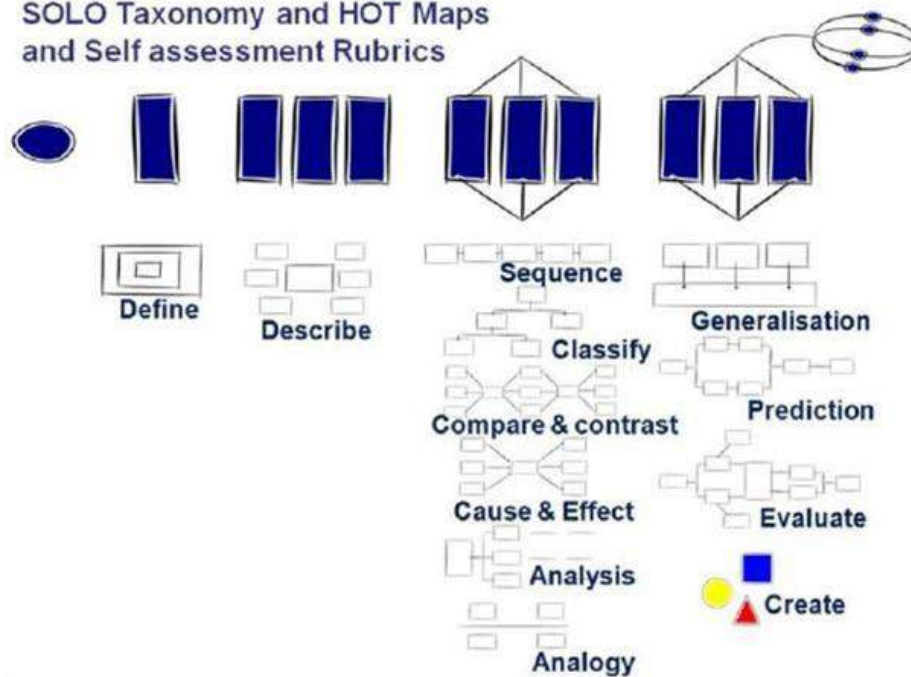 SOLO Taxonomy and HOT Maps
and Self assessment Rubrics
Define
Describe
Sequence
Classify
Compare & contrast
Cause & Effect
Analysis
Analogy
Generalisation
Prediction
Evaluate
Create